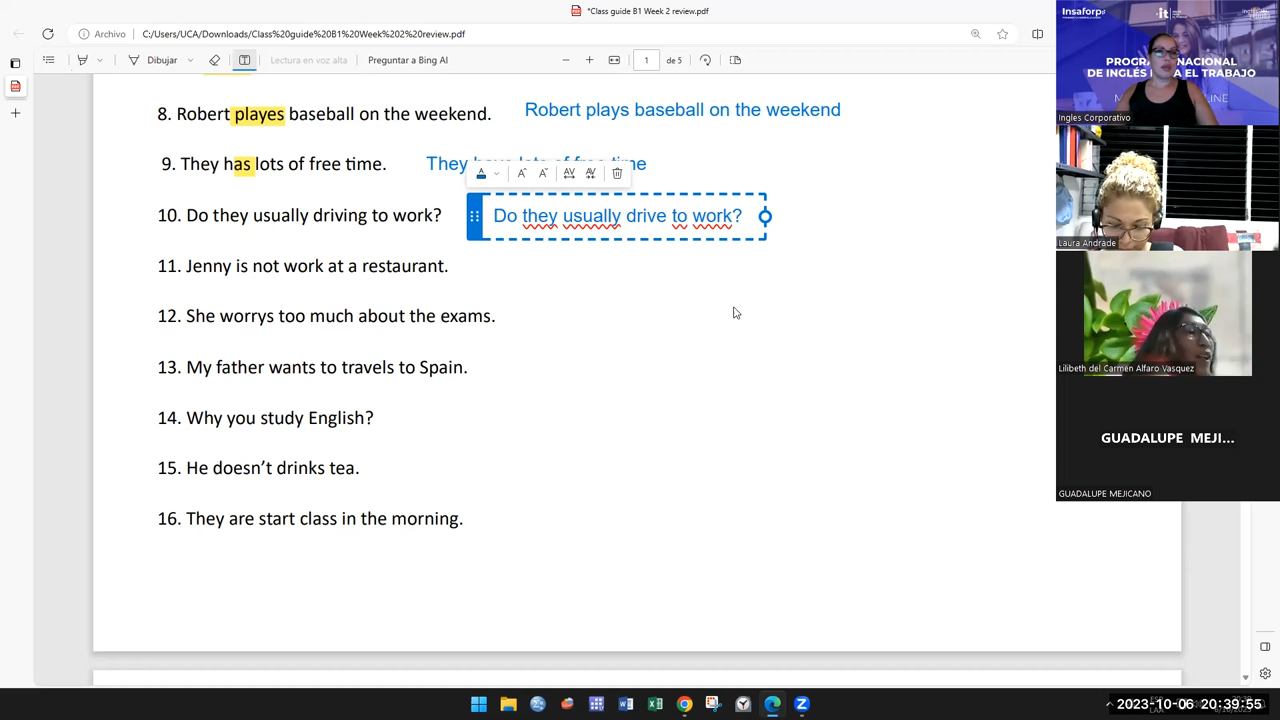 *Class guide B1 Week 2 review.pdf
Archivo C:/Users/UCA/Downloads/Class%20guide%20B1%20Week%202%20review.pdf
Dibujar Lectura en voz alta Preguntar a Bing AI 1 de 5
8. Robert playes baseball on the weekend. Robert plays baseball on the weekend
9. They has lots of free time. They have lots of free time
10. Do they usually driving to work? Do they usually drive to work?
11. Jenny is not work at a restaurant.
12. She worrys too much about the exams.
13. My father wants to travels to Spain.
14. Why you study English?
15. He doesn't drinks tea.
16. They are start class in the morning.
Insaforp
Ingles Corporativo
Laura Andrade
Lilibeth del Carmen Alfaro Vasquez
GUADALUPE MEJI...
GUADALUPE MEJICANO
2023-10-06 20:39:55